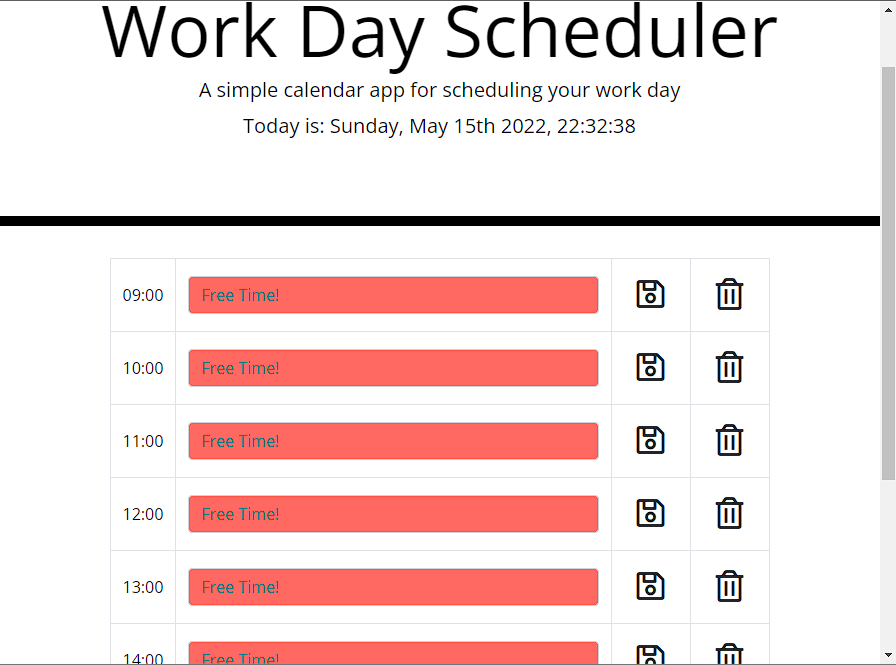 Work Day Scheduler
A simple calendar app for scheduling your work day
Today is: Sunday, May 15th 2022, 22:32:38
09:00 Free Time!
10:00 Free Time!
11:00 Free Time!
12:00 Free Time!
13:00 Free Time!
14:00 Free Time!